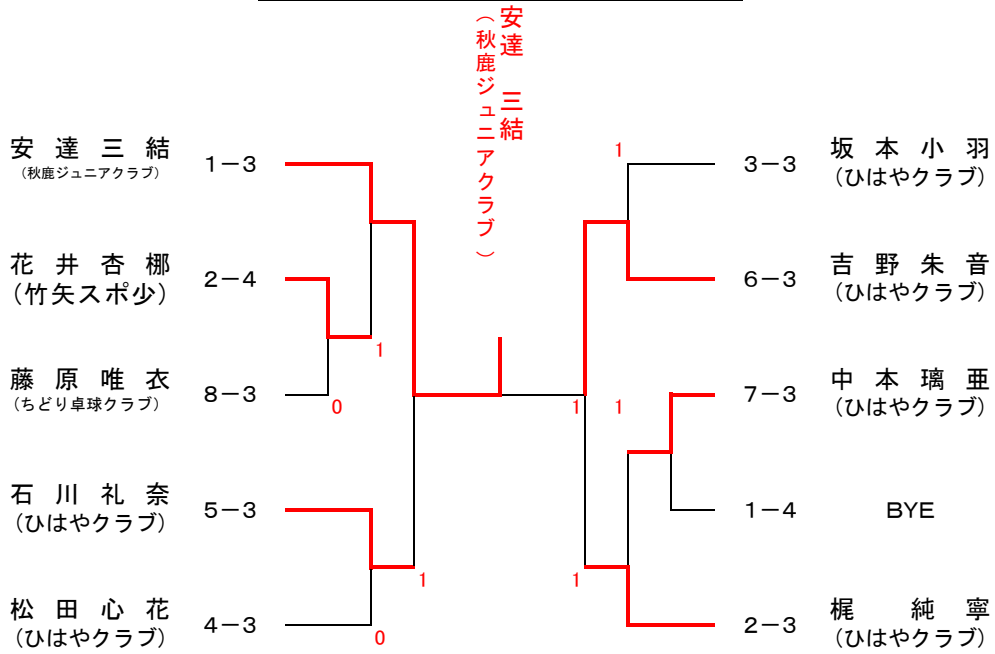 安達　三結
（秋鹿ジュニアクラブ）
安達三結
（秋鹿ジュニアクラブ）
1－3
花井杏梛
（竹矢スポ少）
2－4
1
藤原唯衣
（ちどり卓球クラブ）
8－3
0
石川礼奈
（ひはやクラブ）
5－3
1
松田心花
（ひはやクラブ）
4－3
0
1
3－3
坂本小羽
（ひはやクラブ）
6－3
吉野朱音
（ひはやクラブ）
1
1
7－3
中本璃亜
（ひはやクラブ）
1－4
BYE
1
2－3
梶　純寧
（ひはやクラブ）